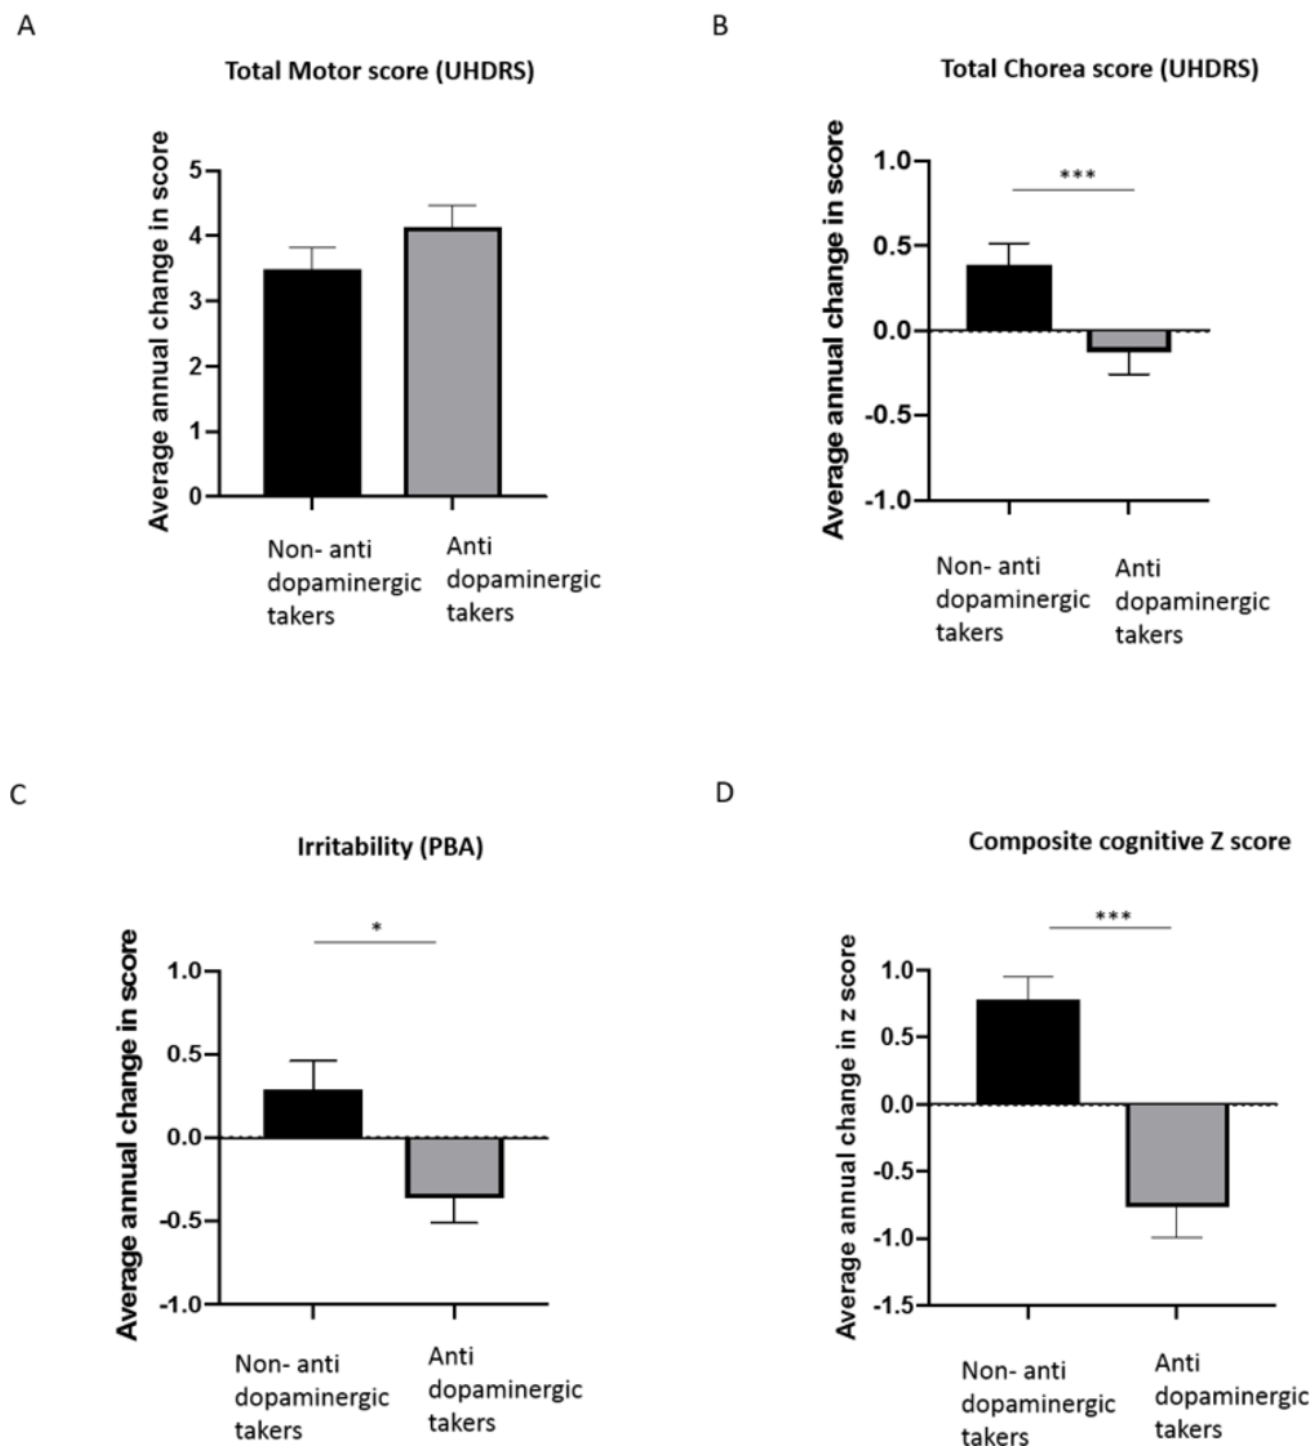 A
Total Motor score (UHDRS)
Average annual change in score
5
4
3
2
1
0
Non- anti
dopaminergic
takers
Anti
dopaminergic
takers
B
Total Chorea score (UHDRS)
Average annual change in score
1.0
0.5
0.0
-0.5
-1.0
***
Non- anti
dopaminergic
takers
Anti
dopaminergic
takers
C
Irritability (PBA)
Average annual change in score
1.0
0.5
0.0
-0.5
-1.0
*
Non- anti
dopaminergic
takers
Anti
dopaminergic
takers
D
Composite cognitive Z score
Average annual change in z score
1.0
0.5
0.0
-0.5
-1.0
-1.5
***
Non- anti
dopaminergic
takers
Anti
dopaminergic
takers